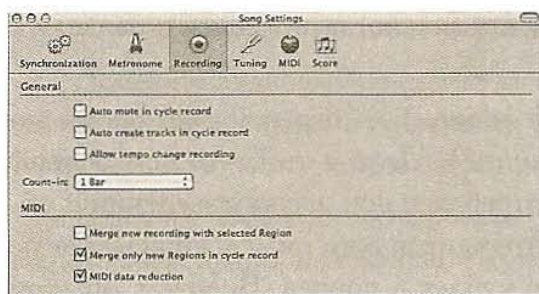 Song Settings
Synchronization Metronome Recording Tuning MIDI Score
General
Auto mute in cycle record
Auto create tracks in cycle record
Allow tempo change recording
Count-in: 1 Bar
MIDI
Merge new recording with selected Region
Merge only new Regions in cycle record
MIDI data reduction